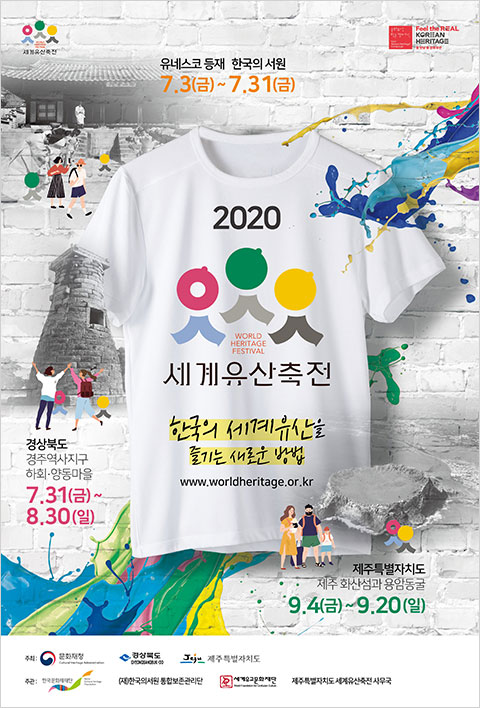 세계유산축전
Feel the REAL
KOREAN
HERITAGE
유네스코 등재 한국의 서원
7.3(금) ~ 7.31(금)
2020
WORLD
HERITAGE
FESTIVAL
세계유산축전
한국의 세계유산을
즐기는 새로운 방법
www.worldheritage.or.kr
경상북도
경주역사지구
하회·양동마을
7.31(금) ~
8.30(일)
제주특별자치도
제주 화산섬과 용암동굴
9.4(금) ~ 9.20(일)
주최: 문화재청 Cultural Heritage Administration 경상북도 GYEONGSANGBUK-DO Jeju 제주특별자치도
주관: 한국문화재재단 (재)한국의서원 통합보존관리단 세계유교문화재단 제주특별자치도 세계유산축전 사무국